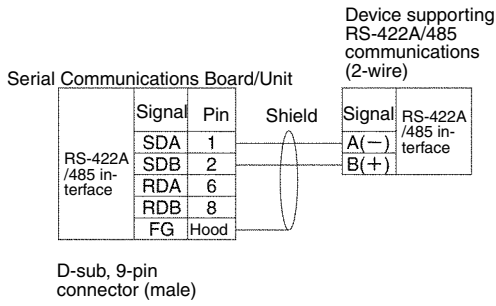 Device supporting
RS-422A/485
communications
(2-wire)
Serial Communications Board/Unit
Signal Pin
Shield
Signal
RS-422A
/485 in-
terface
SDA 1
A(−)
RS-422A
/485 in-
terface
SDB 2
B(+)
RDA 6
RDB 8
FG Hood
D-sub, 9-pin
connector (male)